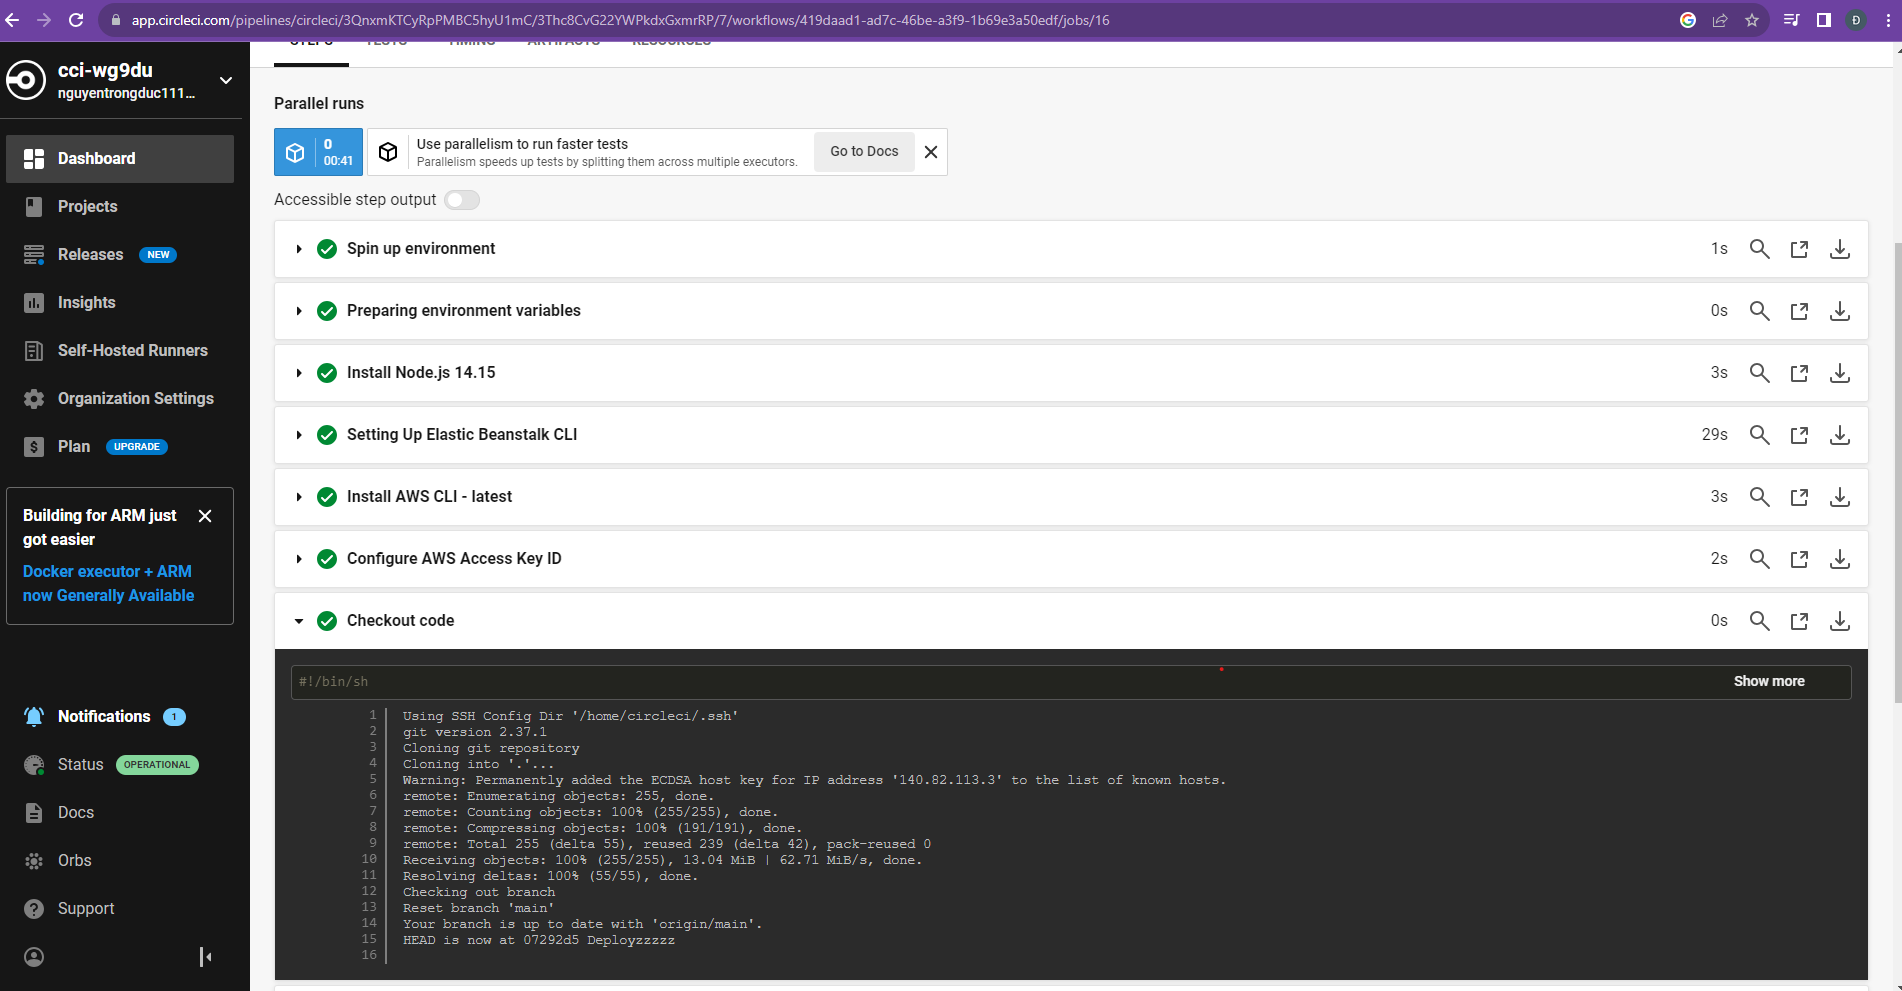 app.circleci.com/pipelines/circleci/3QnxmKTCyRpPMBC5hyU1mC/3Thc8CvG22YWPkdxGxmrRP/7/workflows/419daad1-ad7c-46be-a3f9-1b69e3a50edf/jobs/16
Đ
cci-wg9du
nguyentrongduc111...
Dashboard
Projects
Releases NEW
Insights
Self-Hosted Runners
Organization Settings
Plan UPGRADE
Building for ARM just
got easier
Docker executor + ARM
now Generally Available
Notifications 1
Status OPERATIONAL
Docs
Orbs
Support
STEPS TESTS TIMING ARTIFACTS RESOURCES
Parallel runs
0
00:41
Use parallelism to run faster tests
Parallelism speeds up tests by splitting them across multiple executors.
Go to Docs
Accessible step output
Spin up environment 1s
Preparing environment variables 0s
Install Node.js 14.15 3s
Setting Up Elastic Beanstalk CLI 29s
Install AWS CLI - latest 3s
Configure AWS Access Key ID 2s
Checkout code 0s
#!/bin/sh Show more
1 Using SSH Config Dir '/home/circleci/.ssh'
2 git version 2.37.1
3 Cloning git repository
4 Cloning into '.'...
5 Warning: Permanently added the ECDSA host key for IP address '140.82.113.3' to the list of known hosts.
6 remote: Enumerating objects: 255, done.
7 remote: Counting objects: 100% (255/255), done.
8 remote: Compressing objects: 100% (191/191), done.
9 remote: Total 255 (delta 55), reused 239 (delta 42), pack-reused 0
10 Receiving objects: 100% (255/255), 13.04 MiB | 62.71 MiB/s, done.
11 Resolving deltas: 100% (55/55), done.
12 Checking out branch
13 Reset branch 'main'
14 Your branch is up to date with 'origin/main'.
15 HEAD is now at 07292d5 Deployzzzzz
16